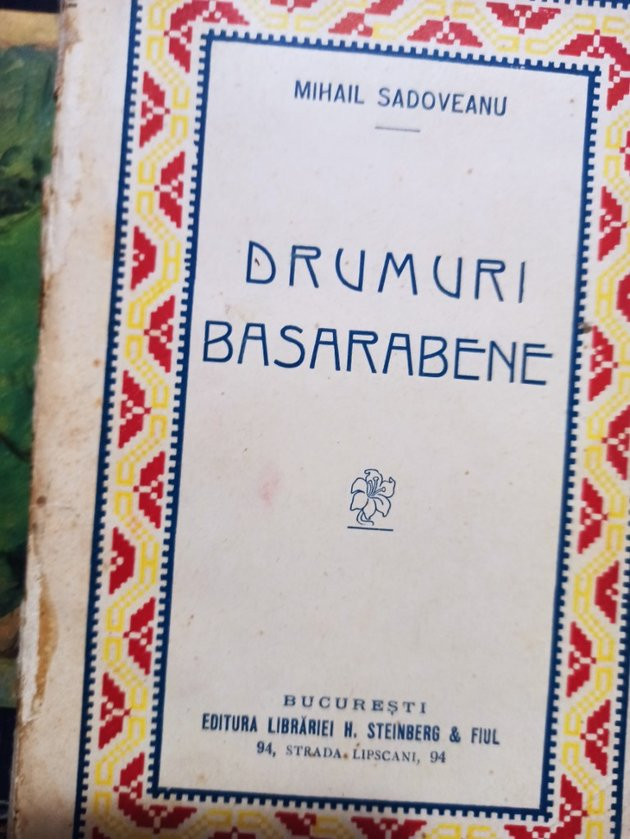 MIHAIL SADOVEANU
DRUMURI
BASARABENE
BUCUREȘTI
EDITURA LIBRĂRIEI H. STEINBERG & FIUL
94, STRADA LIPSCANI, 94